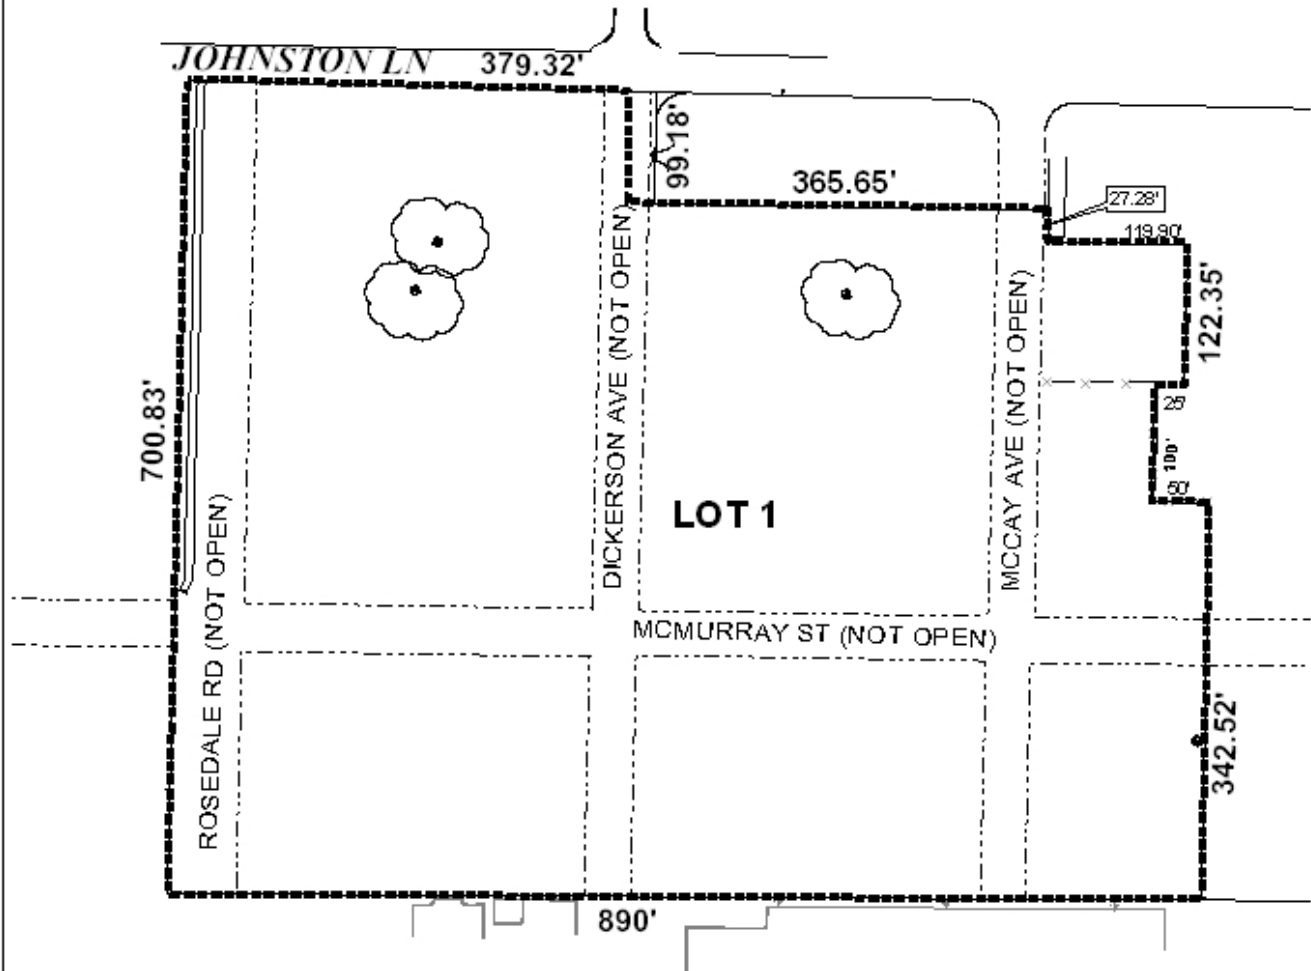 JOHNSTON LN
379.32'
99.18'
365.65'
27.28'
119.90'
122.35'
25'
100'
50'
700.83'
ROSEDALE RD (NOT OPEN)
DICKERSON AVE (NOT OPEN)
LOT 1
MCCAY AVE (NOT OPEN)
MCMURRAY ST (NOT OPEN)
342.52'
890'